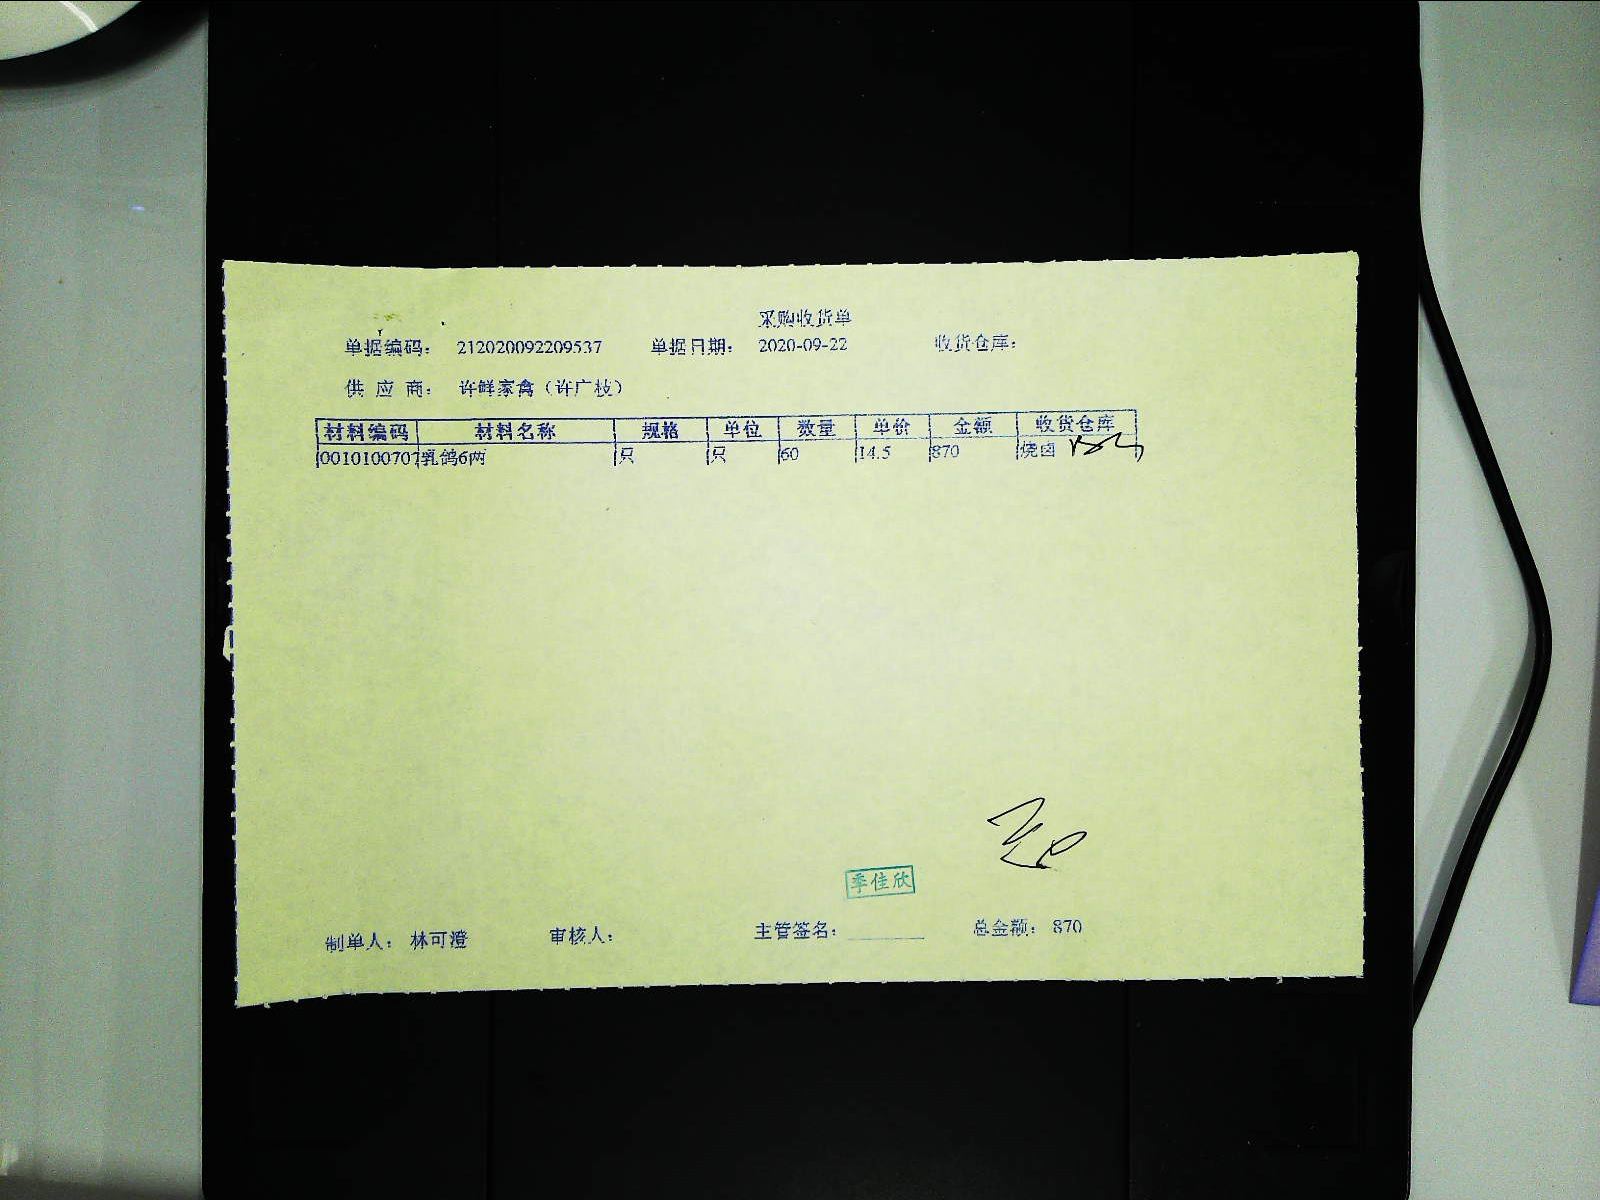 采购收货单
单据编码： 212020092209537 单据日期： 2020-09-22 收货仓库：
供 应 商： 许鲜家禽（许广枝）
材料编码 材料名称 规格 单位 数量 单价 金额 收货仓库
0010100707 乳鸽6两 只 只 60 14.5 870 烧卤
季佳欣
制单人： 林可澄 审核人： 主管签名： 总金额： 870